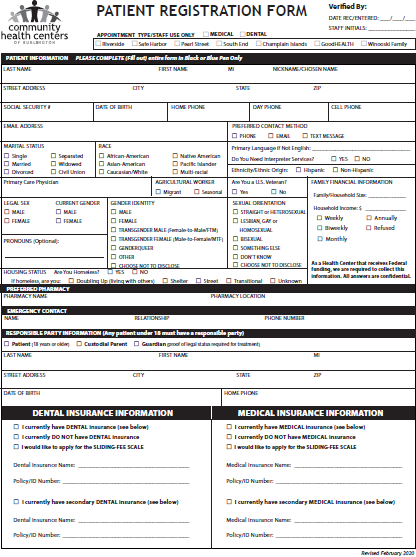 community
health centers
OF BURLINGTON
PATIENT REGISTRATION FORM
Verified By:
DATE REC/ENTERED: ___/___/___
STAFF INITIALS:
APPOINTMENT TYPE/STAFF USE ONLY MEDICAL DENTAL
Riverside Safe Harbor Pearl Street South End Champlain Islands GoodHEALTH Winooski Family
PATIENT INFORMATION PLEASE COMPLETE (Fill out) entire form in Black or Blue Pen Only
LAST NAME FIRST NAME MI NICKNAME/CHOSEN NAME
STREET ADDRESS CITY STATE ZIP
SOCIAL SECURITY # DATE OF BIRTH HOME PHONE DAY PHONE CELL PHONE
EMAIL ADDRESS PREFERRED CONTACT METHOD
PHONE EMAIL TEXT MESSAGE
MARITAL STATUS RACE
Primary Language if Not English:
Single Separated African-American Native American
Do You Need Interpreter Services? YES NO
Married Widowed Asian-American Pacific Islander
Divorced Civil Union Caucasian/White Multi-racial
Ethnicity/Ethnic Origin: Hispanic Non-Hispanic
Primary Care Physician AGRICULTURAL WORKER Are You a U.S. Veteran? FAMILY FINANCIAL INFORMATION
Migrant Seasonal Yes No
Family/Household Size:
LEGAL SEX CURRENT GENDER GENDER IDENTITY SEXUAL ORIENTATION
MALE MALE MALE STRAIGHT or HETEROSEXUAL
Household Income: $
FEMALE FEMALE FEMALE LESBIAN, GAY or
HOMOSEXUAL
Weekly Annually
TRANSGENDER MALE (Female-to-Male/FTM)
Biweekly Refused
PRONOUNS (Optional): TRANSGENDER FEMALE (Male-to-Female/MTF) BISEXUAL
Monthly
GENDERQUEER SOMETHING ELSE
OTHER DON'T KNOW
CHOOSE NOT TO DISCLOSE CHOOSE NOT TO DISCLOSE
As a Health Center that receives Federal
funding, we are required to collect this
information. All answers are confidential.
HOUSING STATUS Are You Homeless? YES NO
If homeless, are you: Doubling Up (living with others) Shelter Street Transitional Unknown
PREFERRED PHARMACY
PHARMACY NAME PHARMACY LOCATION
EMERGENCY CONTACT
NAME RELATIONSHIP PHONE NUMBER
RESPONSIBLE PARTY INFORMATION (Any patient under 18 must have a responsible party)
Patient (18 years or older) Custodial Parent Guardian (proof of legal status required for treatment)
LAST NAME FIRST NAME MI
STREET ADDRESS CITY STATE ZIP
DATE OF BIRTH HOME PHONE
DENTAL INSURANCE INFORMATION
I currently have DENTAL insurance (see below)
I currently DO NOT have DENTAL insurance
I would like to apply for the SLIDING-FEE SCALE
Dental Insurance Name:
Policy/ID Number:
I currently have secondary DENTAL insurance (see below)
Dental Insurance Name:
Policy/ID Number:
MEDICAL INSURANCE INFORMATION
I currently have MEDICAL insurance (see below)
I currently DO NOT have MEDICAL insurance
I would like to apply for the SLIDING-FEE SCALE
Medical Insurance Name:
Policy/ID Number:
I currently have secondary MEDICAL insurance (see below)
Medical Insurance Name:
Policy/ID Number:
Revised February 2020